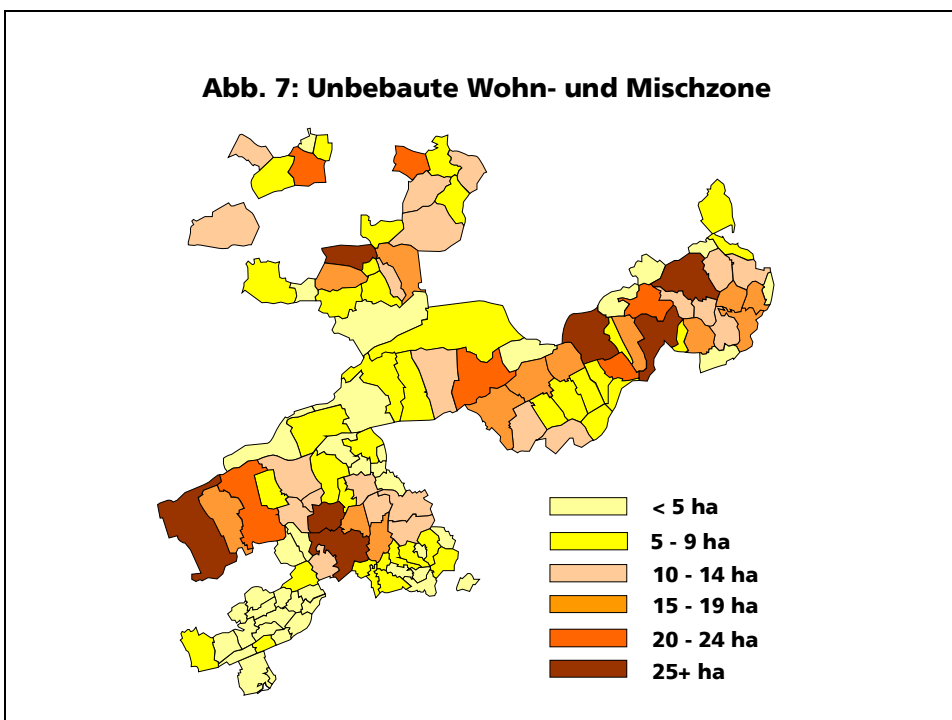 Abb. 7: Unbebaute Wohn- und Mischzone
< 5 ha
5 - 9 ha
10 - 14 ha
15 - 19 ha
20 - 24 ha
25+ ha